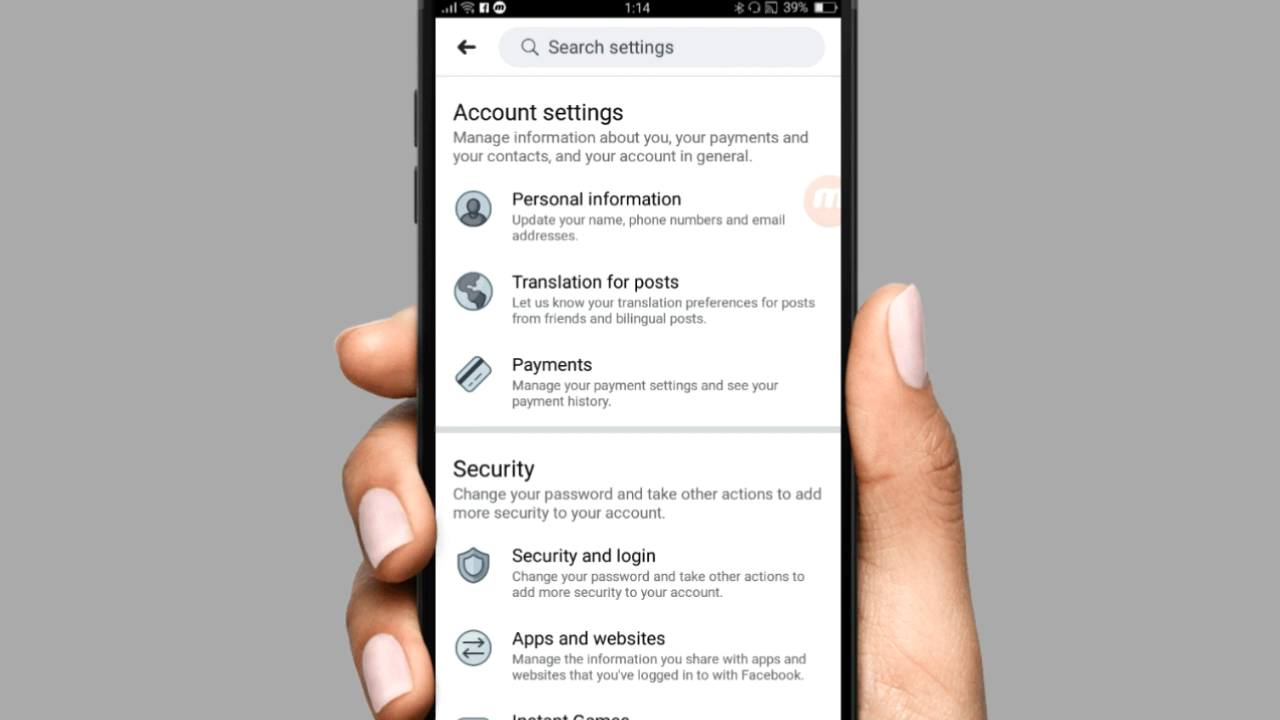 1:14
39%
Search settings
Account settings
Manage information about you, your payments and
your contacts, and your account in general.
Personal information
Update your name, phone numbers and email
addresses.
Translation for posts
Let us know your translation preferences for posts
from friends and bilingual posts.
Payments
Manage your payment settings and see your
payment history.
Security
Change your password and take other actions to add
more security to your account.
Security and login
Change your password and take other actions to
add more security to your account.
Apps and websites
Manage the information you share with apps and
websites that you've logged in to with Facebook.
Instant Games